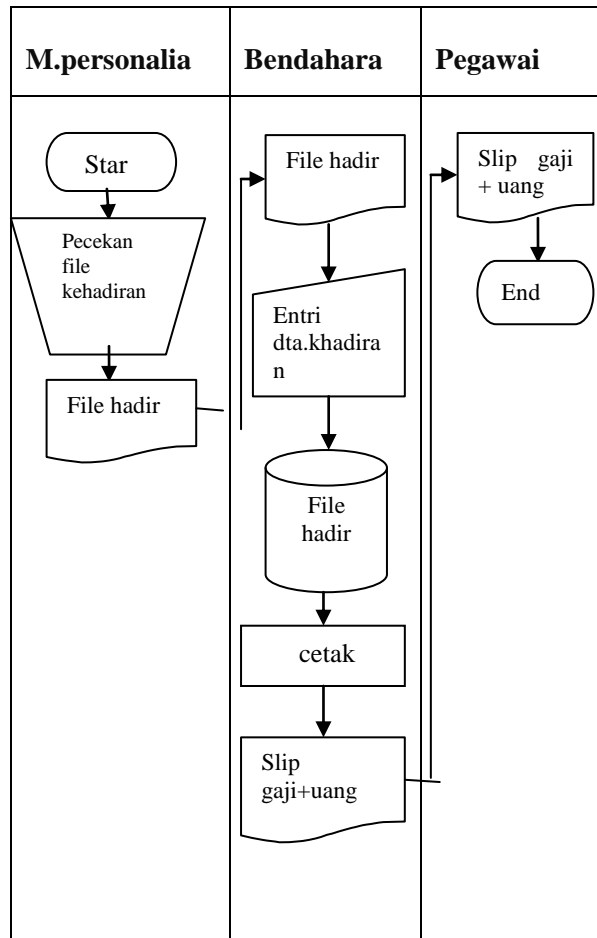 M.personalia
Bendahara
Pegawai
Star
Pecekan
file
kehadiran
File hadir
File hadir
Entri
dta.khadira
n
File
hadir
cetak
Slip
gaji+uang
Slip gaji
+ uang
End